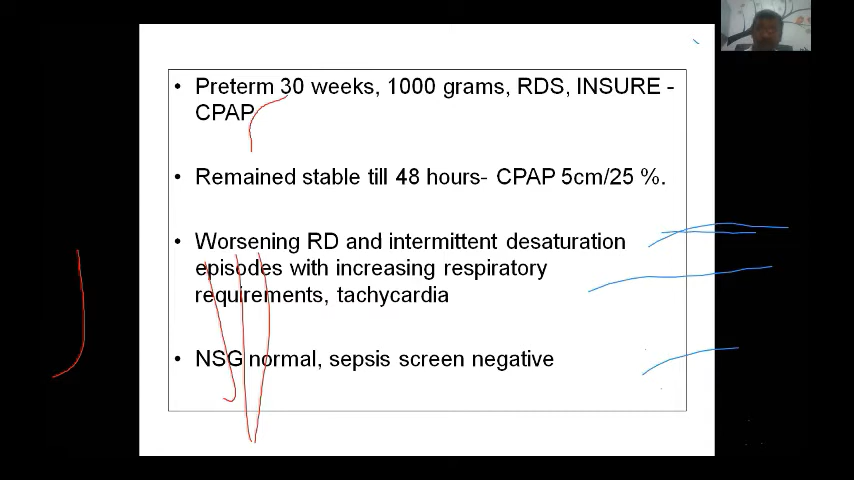 • Preterm 30 weeks, 1000 grams, RDS, INSURE -
CPAP
• Remained stable till 48 hours- CPAP 5cm/25 %.
• Worsening RD and intermittent desaturation
episodes with increasing respiratory
requirements, tachycardia
• NSG normal, sepsis screen negative